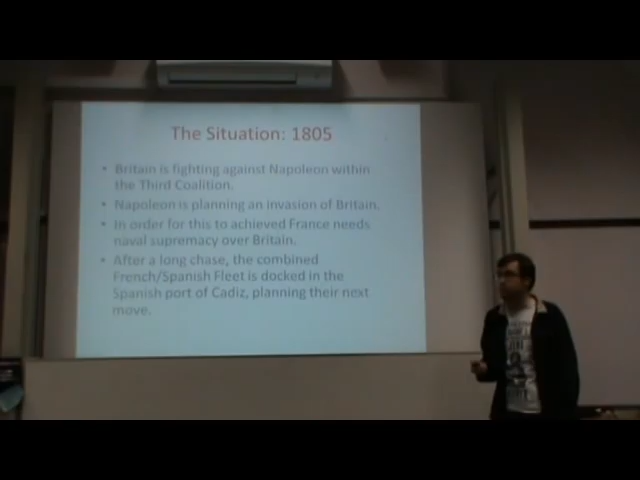 The Situation: 1805
• Britain is fighting against Napoleon within
the Third Coalition.
• Napoleon is planning an invasion of Britain.
• In order for this to achieved France needs
naval supremacy over Britain.
• After a long chase, the combined
French/Spanish Fleet is docked in the
Spanish port of Cadiz, planning their next
move.